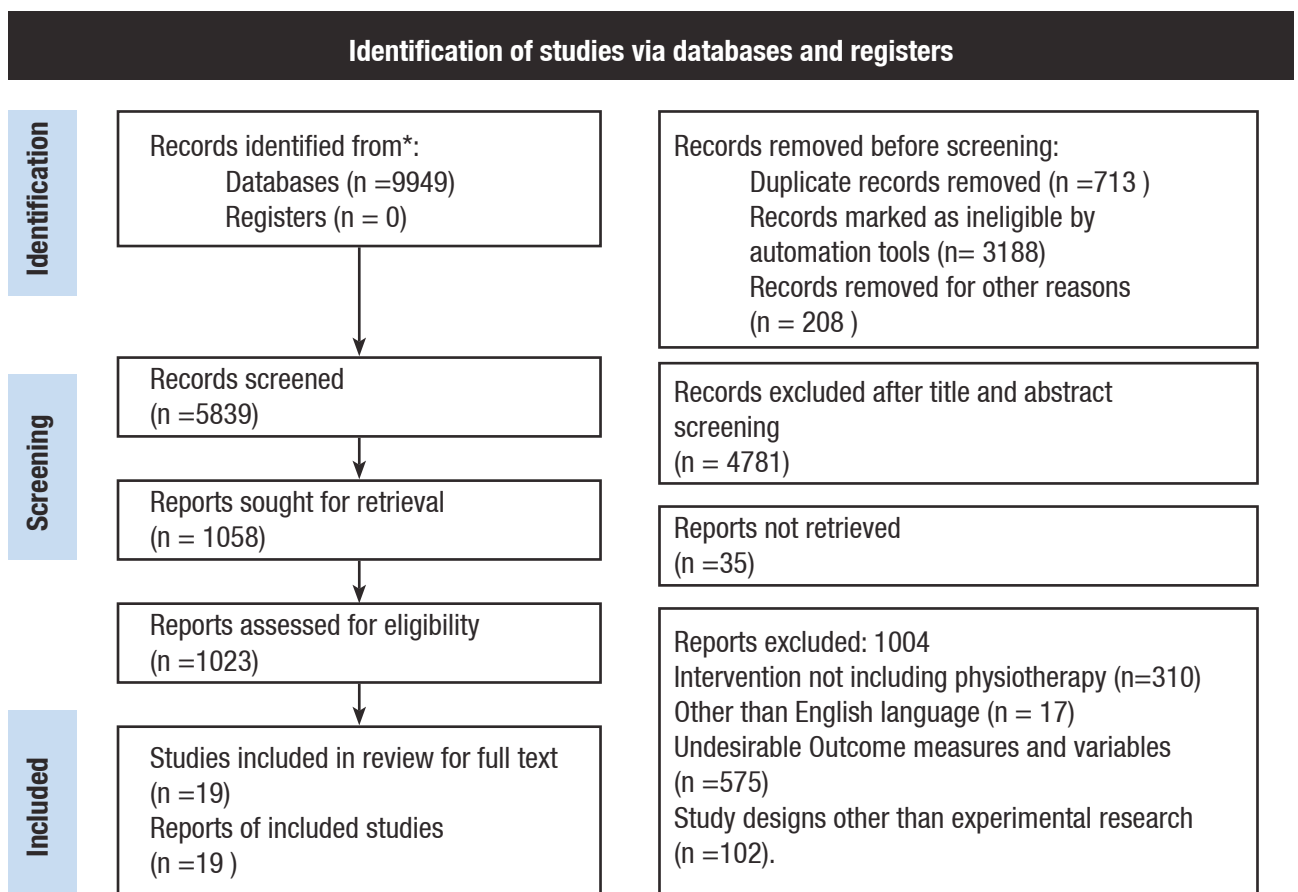 Identification of studies via databases and registers
Identification
Records identified from*:
Databases (n =9949)
Registers (n = 0)
Records removed before screening:
Duplicate records removed (n =713 )
Records marked as ineligible by
automation tools (n= 3188)
Records removed for other reasons
(n = 208 )
Screening
Records screened
(n =5839)
Records excluded after title and abstract
screening
(n = 4781)
Reports sought for retrieval
(n = 1058)
Reports not retrieved
(n =35)
Reports assessed for eligibility
(n =1023)
Reports excluded: 1004
Intervention not including physiotherapy (n=310)
Other than English language (n = 17)
Undesirable Outcome measures and variables
(n =575)
Study designs other than experimental research
(n =102).
Included
Studies included in review for full text
(n =19)
Reports of included studies
(n =19 )